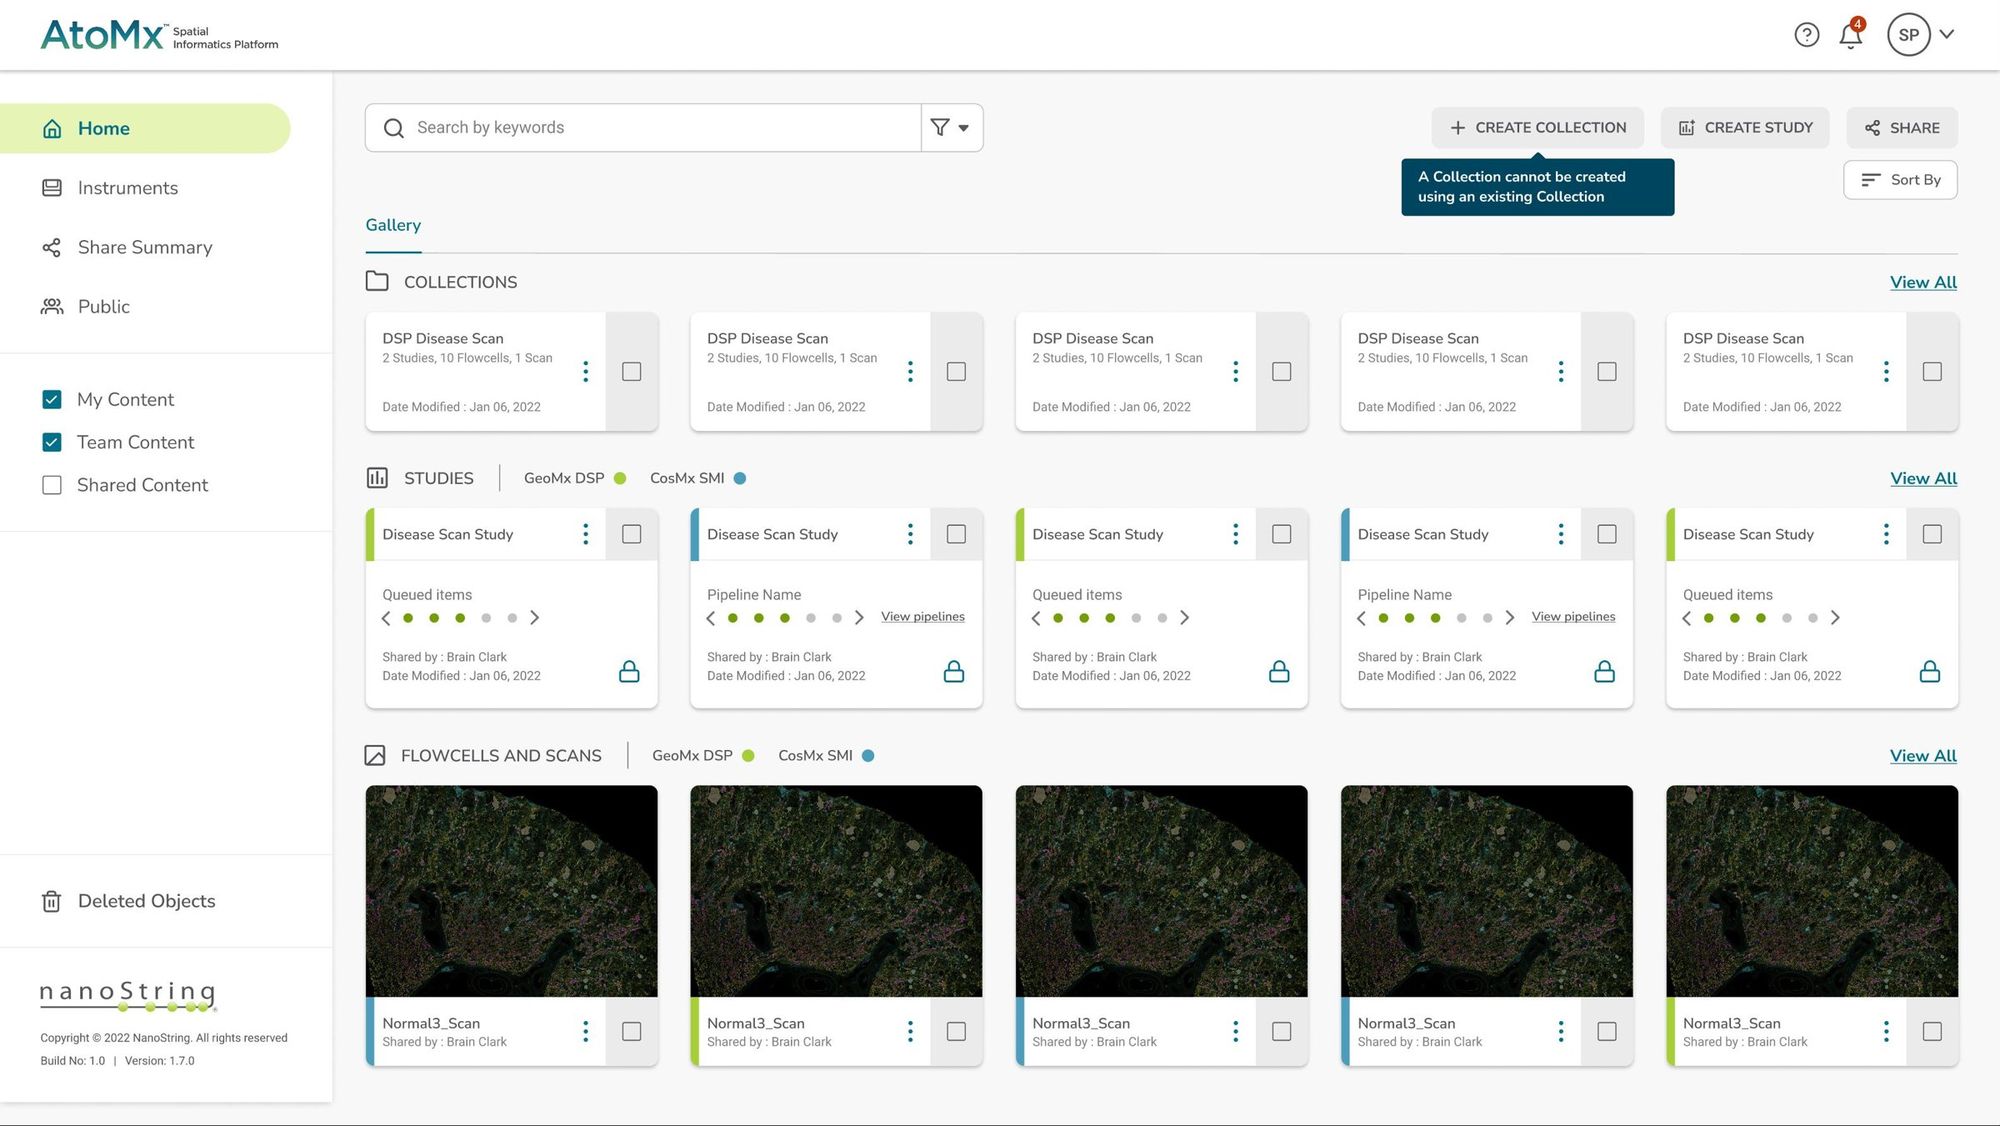 AtoMx™ Spatial
Informatics Platform
4
SP
Home
Instruments
Share Summary
Public
My Content
Team Content
Shared Content
Deleted Objects
nanoString
Copyright © 2022 NanoString. All rights reserved
Build No: 1.0 | Version: 1.7.0
Search by keywords
CREATE COLLECTION
CREATE STUDY
SHARE
A Collection cannot be created
using an existing Collection
Sort By
Gallery
COLLECTIONS
View All
DSP Disease Scan
2 Studies, 10 Flowcells, 1 Scan
Date Modified : Jan 06, 2022
DSP Disease Scan
2 Studies, 10 Flowcells, 1 Scan
Date Modified : Jan 06, 2022
DSP Disease Scan
2 Studies, 10 Flowcells, 1 Scan
Date Modified : Jan 06, 2022
DSP Disease Scan
2 Studies, 10 Flowcells, 1 Scan
Date Modified : Jan 06, 2022
DSP Disease Scan
2 Studies, 10 Flowcells, 1 Scan
Date Modified : Jan 06, 2022
STUDIES
GeoMx DSP
CosMx SMI
View All
Disease Scan Study
Queued items
Shared by : Brain Clark
Date Modified : Jan 06, 2022
Disease Scan Study
Pipeline Name
View pipelines
Shared by : Brain Clark
Date Modified : Jan 06, 2022
Disease Scan Study
Queued items
Shared by : Brain Clark
Date Modified : Jan 06, 2022
Disease Scan Study
Pipeline Name
View pipelines
Shared by : Brain Clark
Date Modified : Jan 06, 2022
Disease Scan Study
Queued items
Shared by : Brain Clark
Date Modified : Jan 06, 2022
FLOWCELLS AND SCANS
GeoMx DSP
CosMx SMI
View All
Normal3_Scan
Shared by : Brain Clark
Normal3_Scan
Shared by : Brain Clark
Normal3_Scan
Shared by : Brain Clark
Normal3_Scan
Shared by : Brain Clark
Normal3_Scan
Shared by : Brain Clark